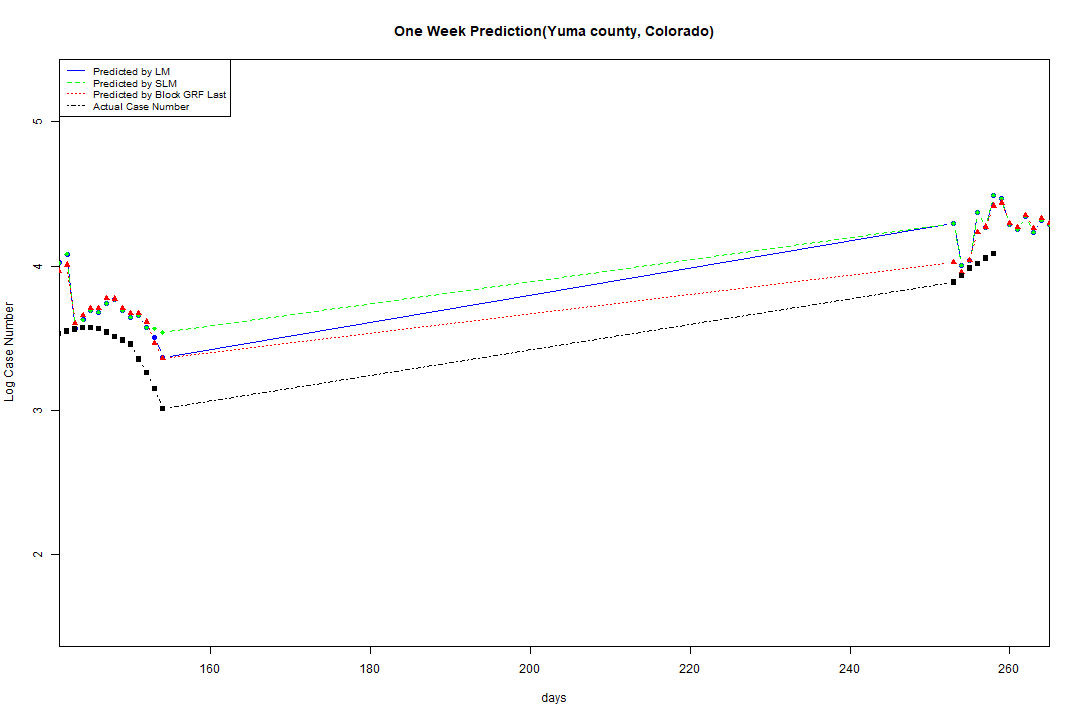 One Week Prediction(Yuma county, Colorado)
Predicted by LM
Predicted by SLM
Predicted by Block GRF Last
Actual Case Number
5
4
3
2
Log Case Number
160 180 200 220 240 260
days